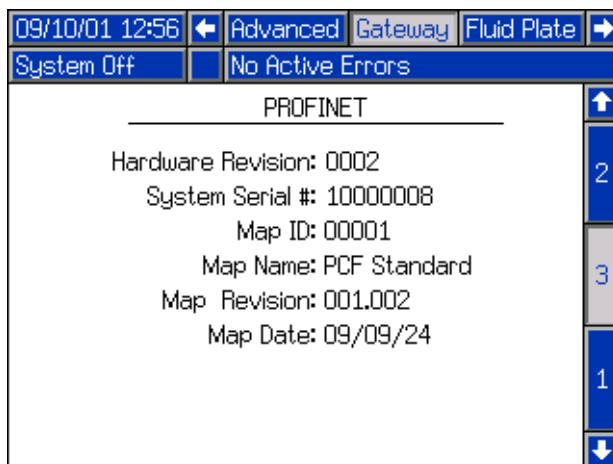 09/10/01 12:56 Advanced Gateway Fluid Plate
System Off No Active Errors
PROFINET
Hardware Revision: 0002
System Serial #: 10000008
Map ID: 00001
Map Name: PCF Standard
Map Revision: 001.002
Map Date: 09/09/24
2
3
1